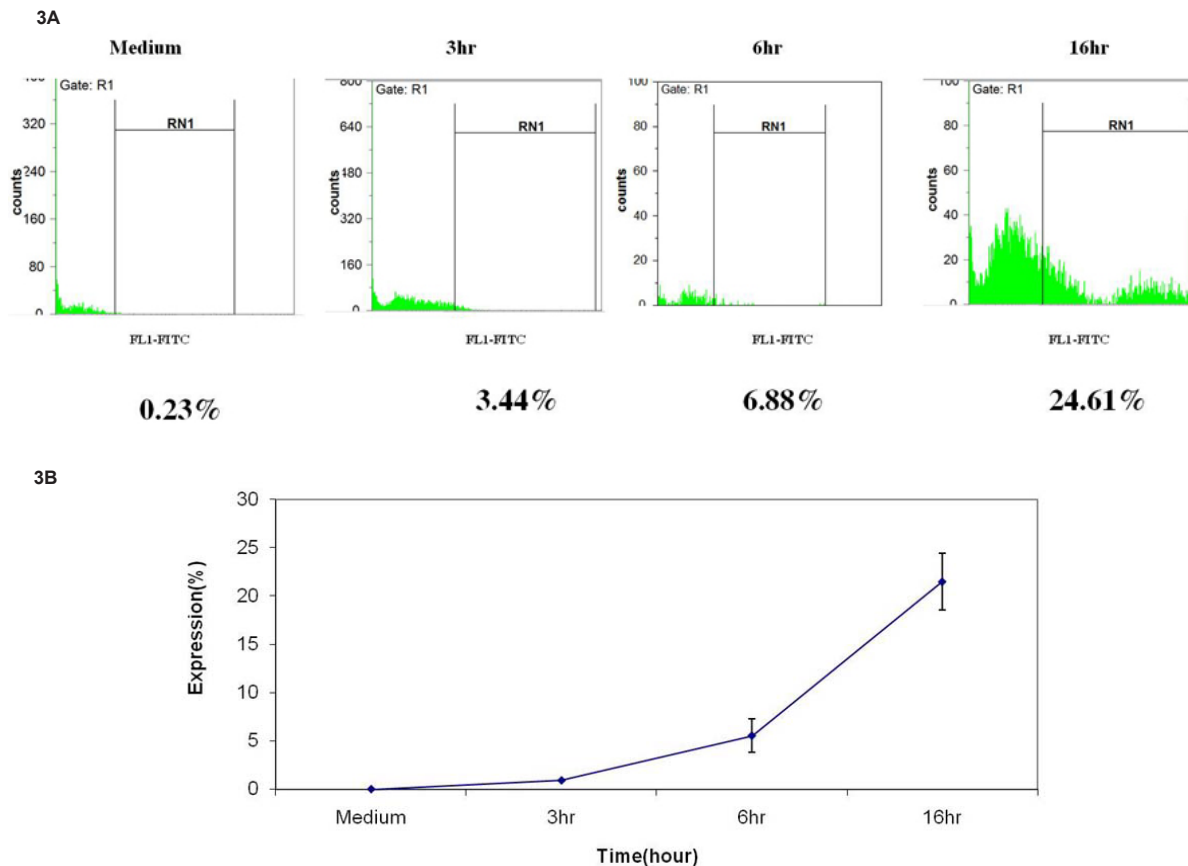 3A
Medium 3hr 6hr 16hr
Gate: R1 800 Gate: R1 100 Gate: R1 100 Gate: R1
RN1 RN1 RN1 RN1
320 640 80 80
240 480 60 60
160 320 40 40
80 160 20 20
0 0 0 0
counts counts counts counts
FL1-FITC FL1-FITC FL1-FITC FL1-FITC
0.23% 3.44% 6.88% 24.61%
3B
30
25
20
15
10
5
0
Expression(%)
Medium 3hr 6hr 16hr
Time(hour)